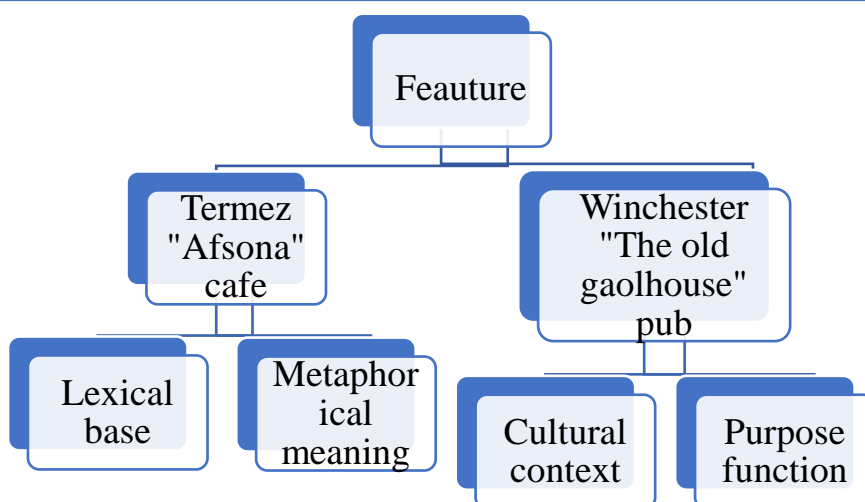 Feauture
Termez
"Afsona"
cafe
Winchester
"The old
gaolhouse"
pub
Lexical
base
Metaphor
ical
meaning
Cultural
context
Purpose
function